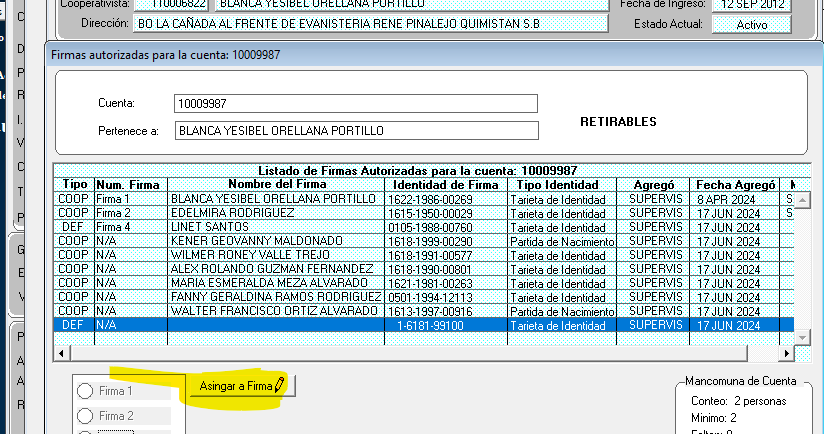 Cooperativista: 110006822 BLANCA YESIBEL ORELLANA PORTILLO Fecha de Ingreso: 12 SEP 2012
Dirección: BO LA CAÑADA AL FRENTE DE EVANISTERIA RENE PINALEJO QUIMISTAN S.B Estado Actual: Activo
Firmas autorizadas para la cuenta: 10009987
Cuenta: 10009987
Pertenece a: BLANCA YESIBEL ORELLANA PORTILLO
RETIRABLES
Listado de Firmas Autorizadas para la cuenta: 10009987
Tipo Num. Firma Nombre del Firma Identidad de Firma Tipo Identidad Agregó Fecha Agregó
COOP Firma 1 BLANCA YESIBEL ORELLANA PORTILLO 1622-1986-00269 Tarjeta de Identidad SUPERVIS 8 APR 2024 S
COOP Firma 2 EDELMIRA RODRIGUEZ 1615-1950-00029 Tarjeta de Identidad SUPERVIS 17 JUN 2024 S
DEF Firma 4 LINET SANTOS 0105-1988-00760 Tarjeta de Identidad SUPERVIS 17 JUN 2024
COOP N/A KENER GEOVANNY MALDONADO 1618-1999-00290 Partida de Nacimiento SUPERVIS 17 JUN 2024
COOP N/A WILMER RONEY VALLE TREJO 1618-1991-00577 Tarjeta de Identidad SUPERVIS 17 JUN 2024
COOP N/A ALEX ROLANDO GUZMAN FERNANDEZ 1618-1990-00801 Tarjeta de Identidad SUPERVIS 17 JUN 2024
COOP N/A MARIA ESMERALDA MEZA ALVARADO 1621-1981-00263 Tarjeta de Identidad SUPERVIS 17 JUN 2024
COOP N/A FANNY GERALDINA RAMOS RODRIGUEZ 0501-1994-12113 Tarjeta de Identidad SUPERVIS 17 JUN 2024
COOP N/A WALTER FRANCISCO ORTIZ ALVARADO 1613-1997-00916 Partida de Nacimiento SUPERVIS 17 JUN 2024
DEF N/A 1-6181-99100 Tarjeta de Identidad SUPERVIS 17 JUN 2024
Firma 1
Asingar a Firma
Firma 2
Mancomuna de Cuenta
Conteo: 2 personas
Minimo: 2